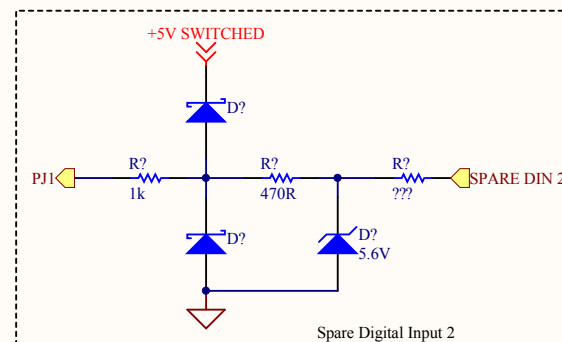 +5V SWITCHED
D?
R?
R?
R?
PJ1
SPARE DIN 2
1k
470R
???
D?
D?
5.6V
Spare Digital Input 2